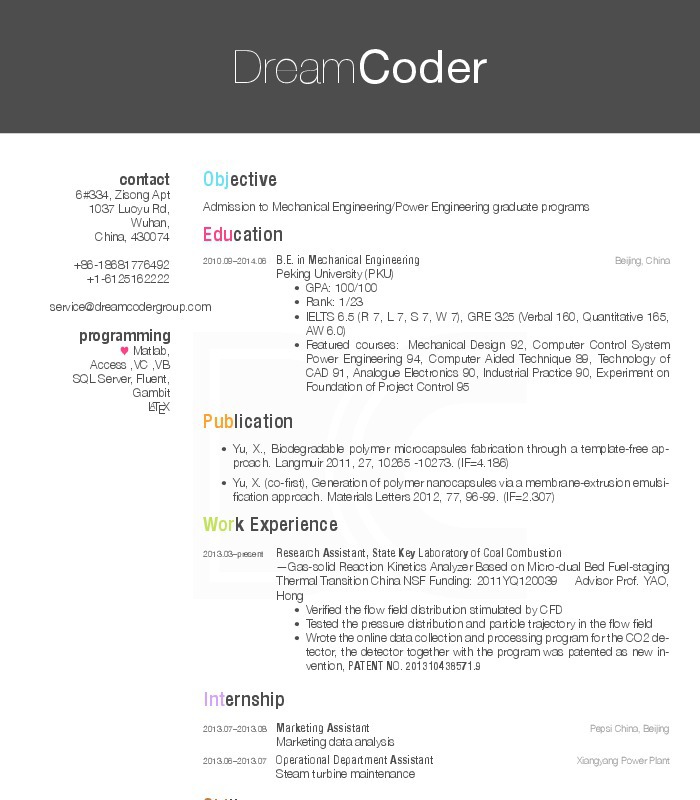 DreamCoder
contact
6#334, Zisong Apt
1037 Luoyu Rd,
Wuhan,
China, 430074
+86-18681776492
+1-6125162222
service@dreamcodergroup.com
programming
♥ Matlab,
Access ,VC ,VB
SQL Server, Fluent,
Gambit
LATEX
Objective
Admission to Mechanical Engineering/Power Engineering graduate programs
Education
2010.09–2014.06 B.E. in Mechanical Engineering Beijing, China
Peking University (PKU)
• GPA: 100/100
• Rank: 1/23
• IELTS 6.5 (R 7, L 7, S 7, W 7), GRE 325 (Verbal 160, Quantitative 165,
AW 6.0)
• Featured courses: Mechanical Design 92, Computer Control System
Power Engineering 94, Computer Aided Technique 89, Technology of
CAD 91, Analogue Electronics 90, Industrial Practice 90, Experiment on
Foundation of Project Control 95
Publication
• Yu, X., Biodegradable polymer microcapsules fabrication through a template-free ap-
proach. Langmuir 2011, 27, 10265 -10273. (IF=4.186)
• Yu, X. (co-first), Generation of polymer nanocapsules via a membrane-extrusion emulsi-
fication approach. Materials Letters 2012, 77, 96-99. (IF=2.307)
Work Experience
2013.03–present Research Assistant, State Key Laboratory of Coal Combustion
—Gas-solid Reaction Kinetics Analyzer Based on Micro-dual Bed Fuel-staging
Thermal Transition China NSF Funding: 2011YQ120039 Advisor Prof. YAO,
Hong
• Verified the flow field distribution stimulated by CFD
• Tested the pressure distribution and particle trajectory in the flow field
• Wrote the online data collection and processing program for the CO2 de-
tector, the detector together with the program was patented as new in-
vention, PATENT NO. 201310438571.9
Internship
2013.07–2013.08 Marketing Assistant Pepsi China, Beijing
Marketing data analysis
2013.06–2013.07 Operational Department Assistant Xiangyang Power Plant
Steam turbine maintenance